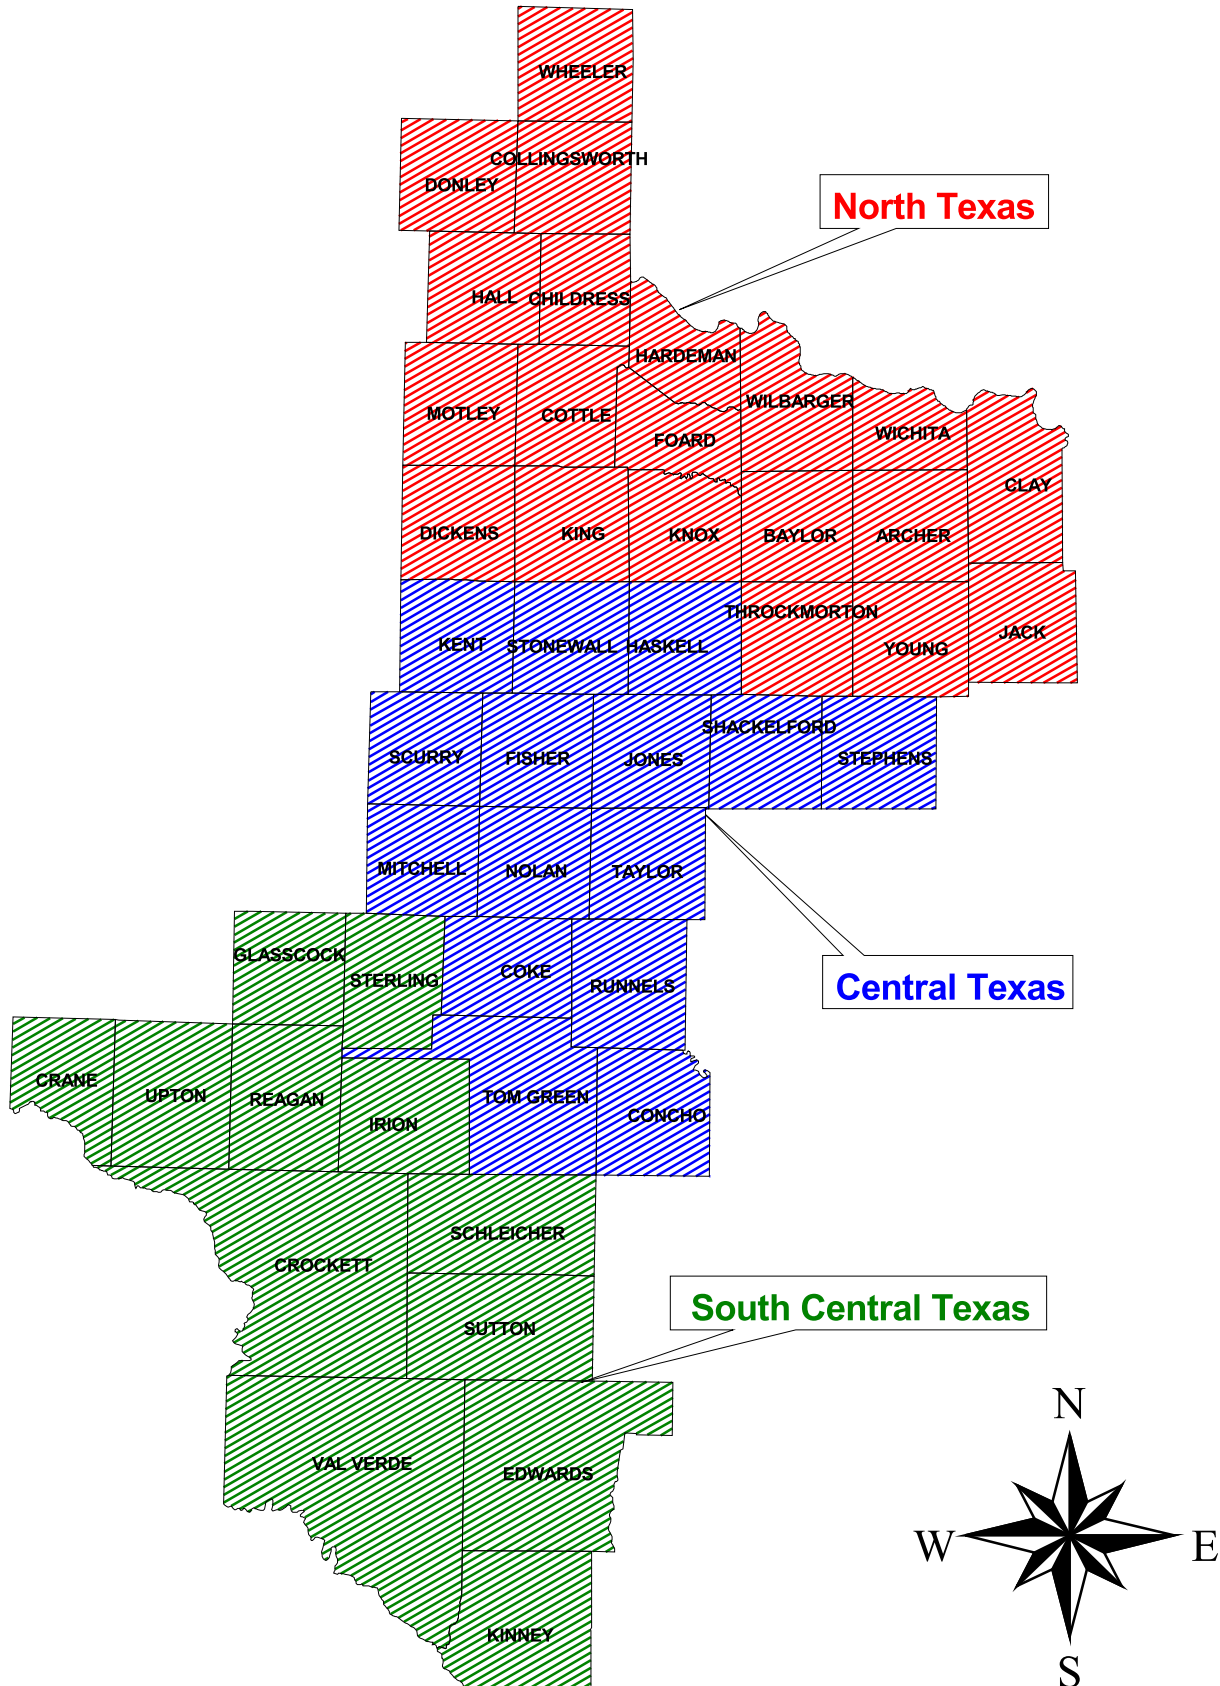 WHEELER
COLLINGSWORTH
DONLEY
North Texas
HALL
CHILDRESS
HARDEMAN
WILBARGER
MOTLEY
COTTLE
FOARD
WICHITA
CLAY
DICKENS
KING
KNOX
BAYLOR
ARCHER
THROCKMORTON
KENT
STONEWALL
HASKELL
YOUNG
JACK
SHACKELFORD
SCURRY
FISHER
JONES
STEPHENS
MITCHELL
NOLAN
TAYLOR
GLASSCOCK
STERLING
COKE
RUNNELS
Central Texas
CRANE
UPTON
REAGAN
IRION
TOM GREEN
CONCHO
SCHLEICHER
CROCKETT
SUTTON
South Central Texas
VAL VERDE
EDWARDS
KINNEY
N
W
E
S